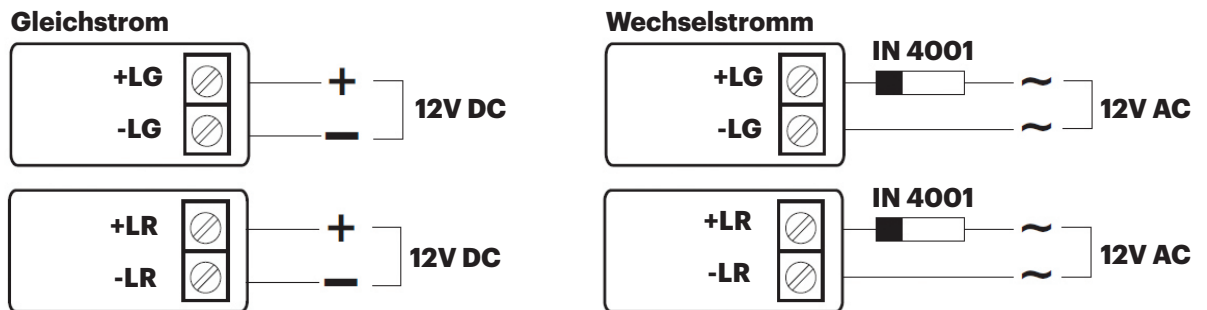 Gleichstrom
+LG
-LG
+
−
12V DC
+LR
-LR
+
−
12V DC
Wechselstromm
IN 4001
+LG
-LG
~
~
12V AC
IN 4001
+LR
-LR
~
~
12V AC